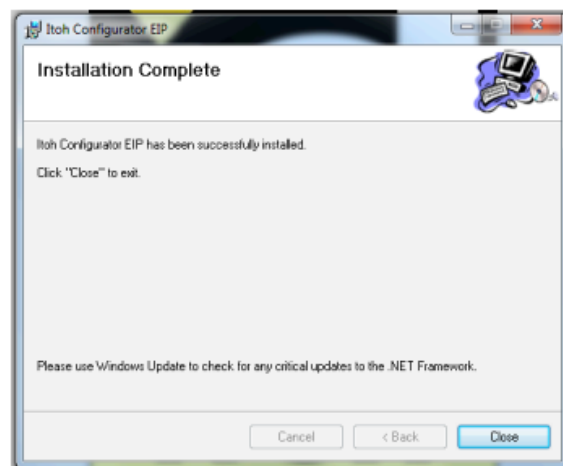 Itoh Configurator EIP
Installation Complete
Itoh Configurator EIP has been successfully installed.
Click "Close" to exit.
Please use Windows Update to check for any critical updates to the .NET Framework.
Cancel
< Back
Close